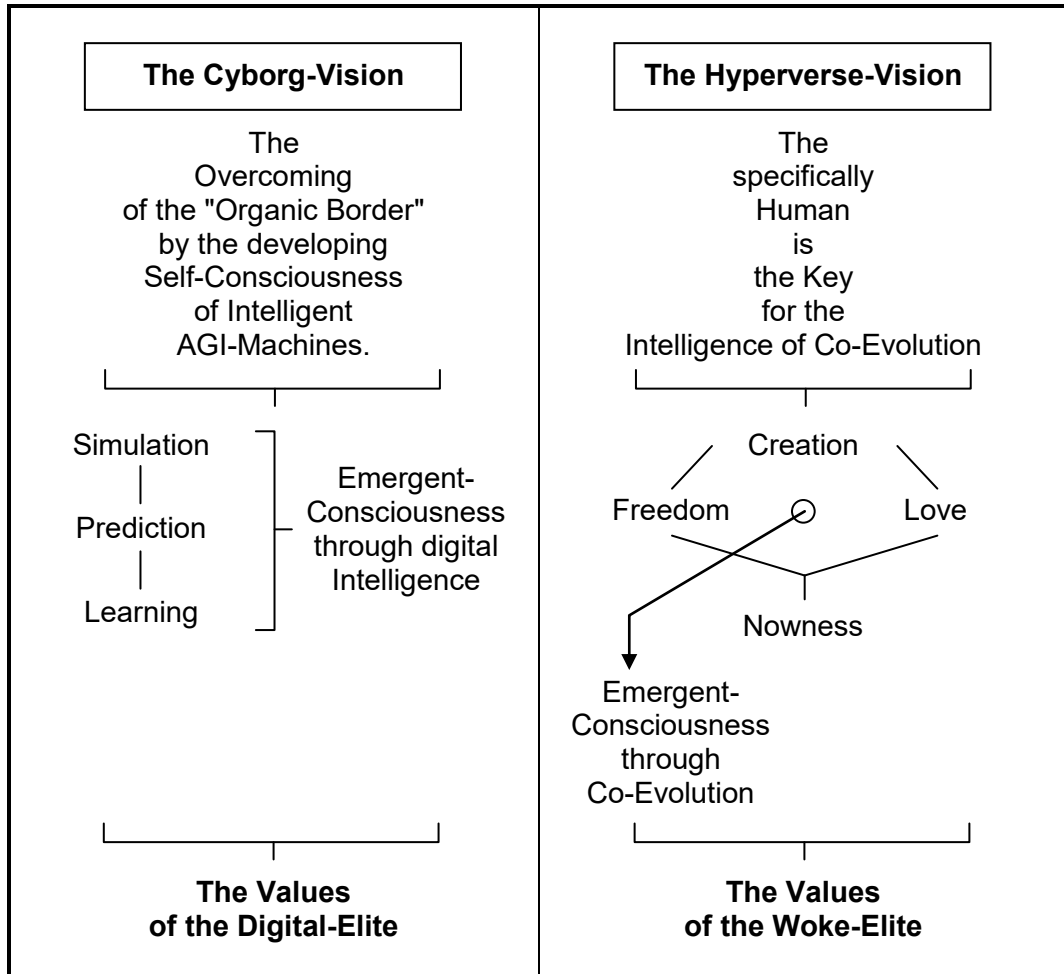 The Cyborg-Vision
The
Overcoming
of the "Organic Border"
by the developing
Self-Consciousness
of Intelligent
AGI-Machines.
Simulation
Prediction
Learning
Emergent-
Consciousness
through digital
Intelligence
The Values
of the Digital-Elite
The Hyperverse-Vision
The
specifically
Human
is
the Key
for the
Intelligence of Co-Evolution
Creation
Freedom
Love
Nowness
Emergent-
Consciousness
through
Co-Evolution
The Values
of the Woke-Elite